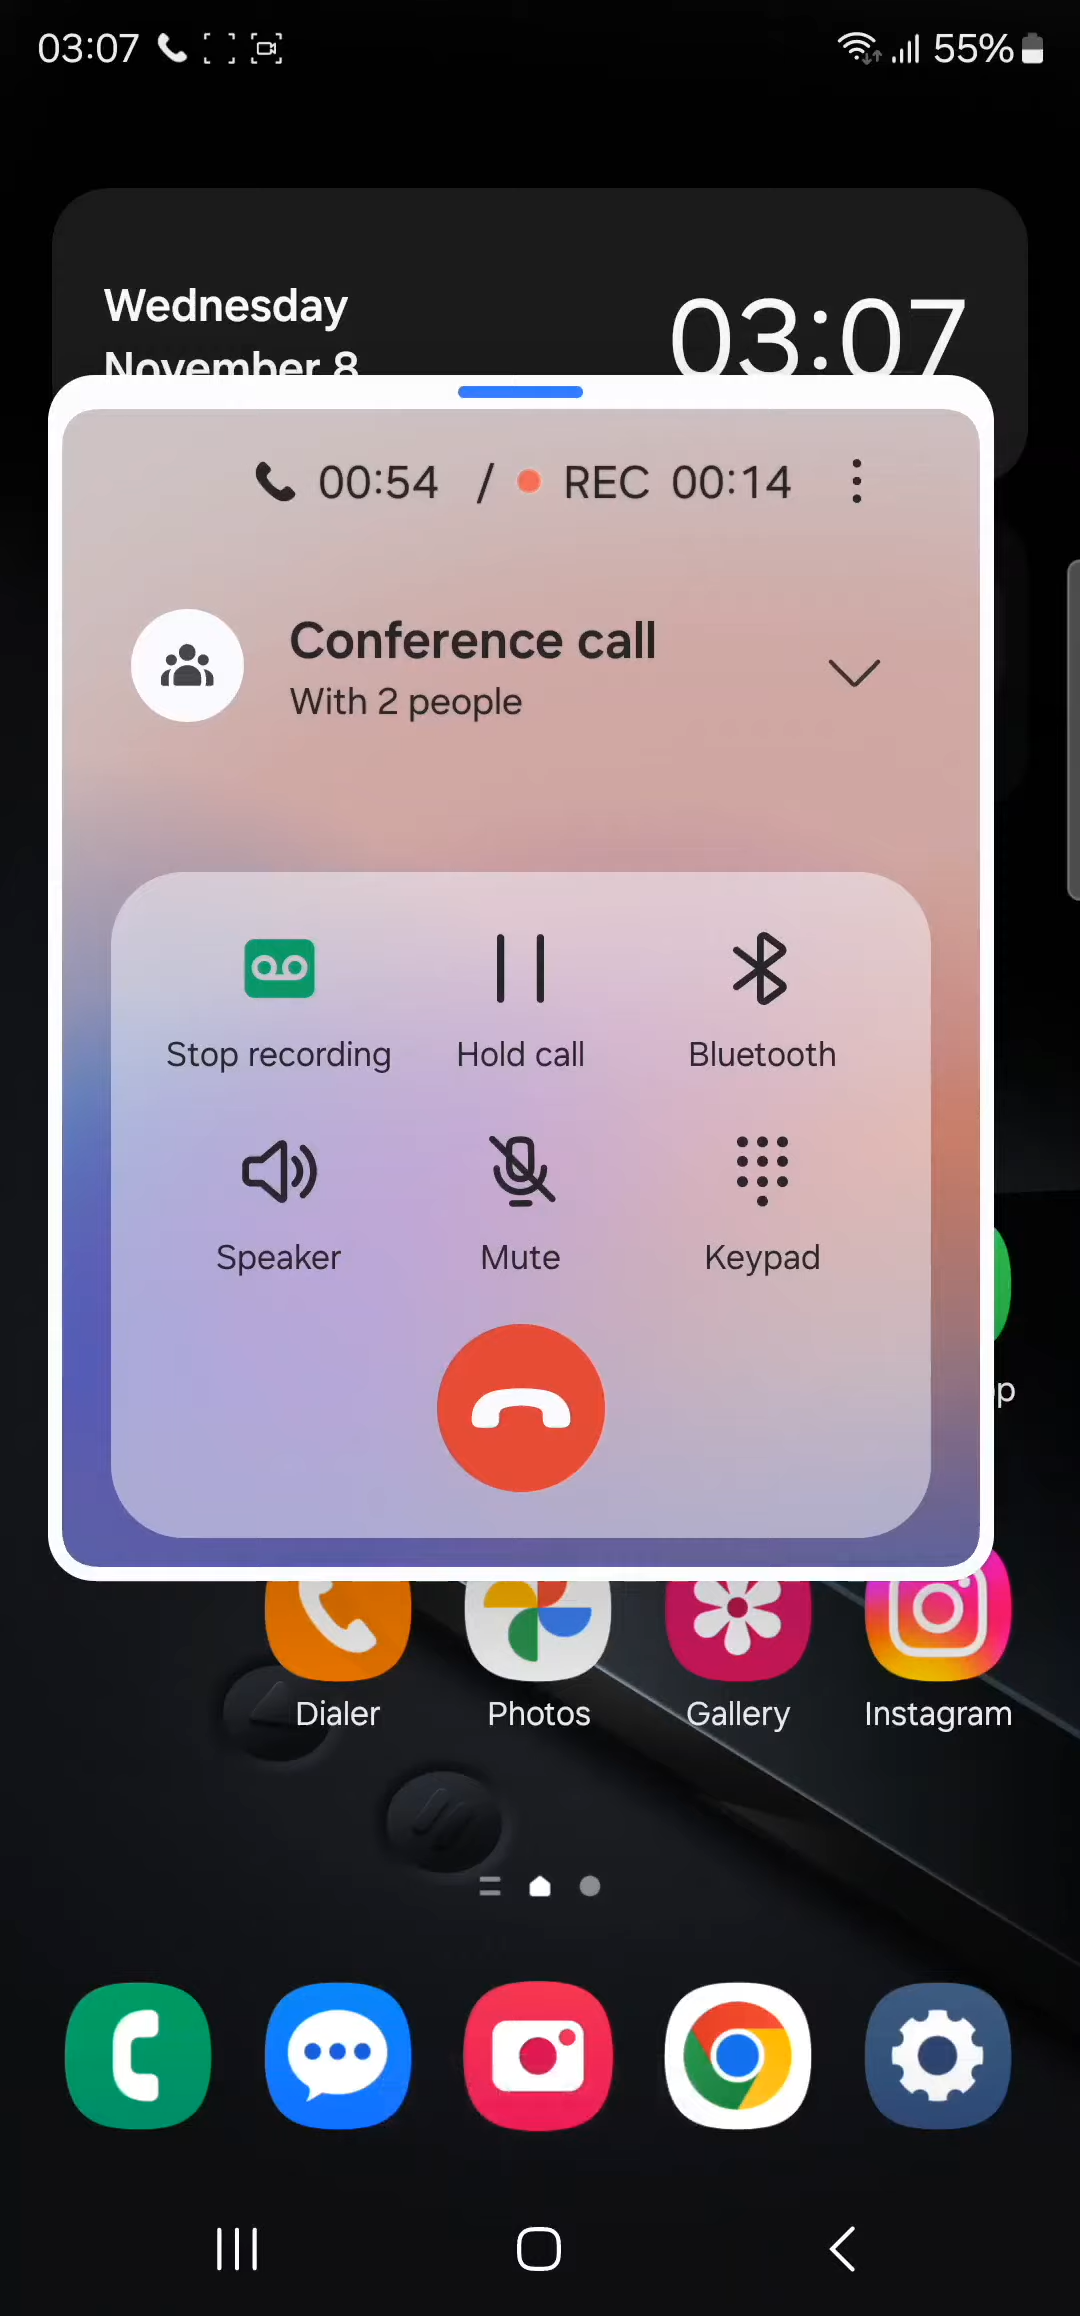 03:07
55%
Wednesday
November 8
03:07
00:54 / REC 00:14
Conference call
With 2 people
Stop recording
Hold call
Bluetooth
Speaker
Mute
Keypad
p
Dialer
Photos
Gallery
Instagram